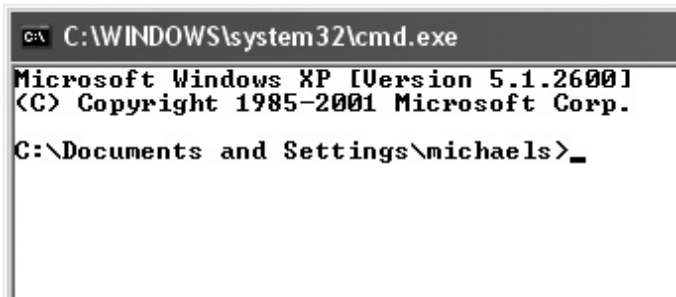 C:\WINDOWS\system32\cmd.exe
Microsoft Windows XP [Version 5.1.2600]
(C) Copyright 1985-2001 Microsoft Corp.
C:\Documents and Settings\michaels>_